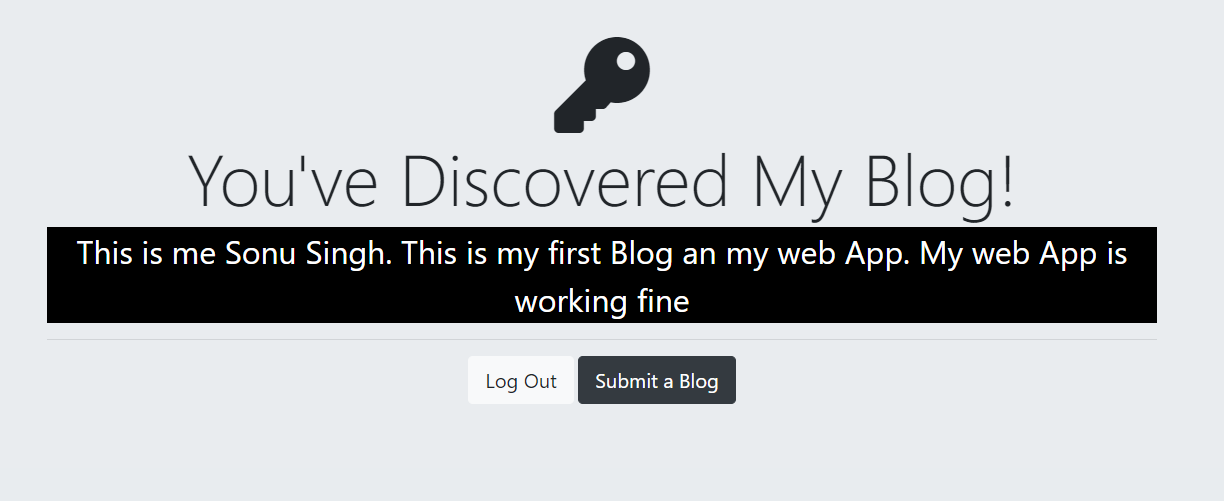 You've Discovered My Blog!
This is me Sonu Singh. This is my first Blog an my web App. My web App is
working fine
Log Out
Submit a Blog